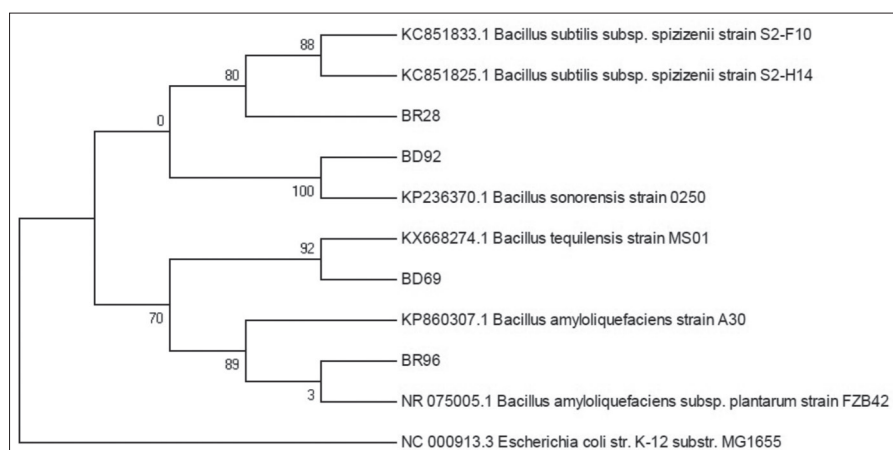 KC851833.1 Bacillus subtilis subsp. spizizenii strain S2-F10
88
KC851825.1 Bacillus subtilis subsp. spizizenii strain S2-H14
80
BR28
0
BD92
100
KP236370.1 Bacillus sonorensis strain 0250
KX668274.1 Bacillus tequilensis strain MS01
92
BD69
70
KP860307.1 Bacillus amyloliquefaciens strain A30
89
BR96
3
NR 075005.1 Bacillus amyloliquefaciens subsp. plantarum strain FZB42
NC 000913.3 Escherichia coli str. K-12 substr. MG1655